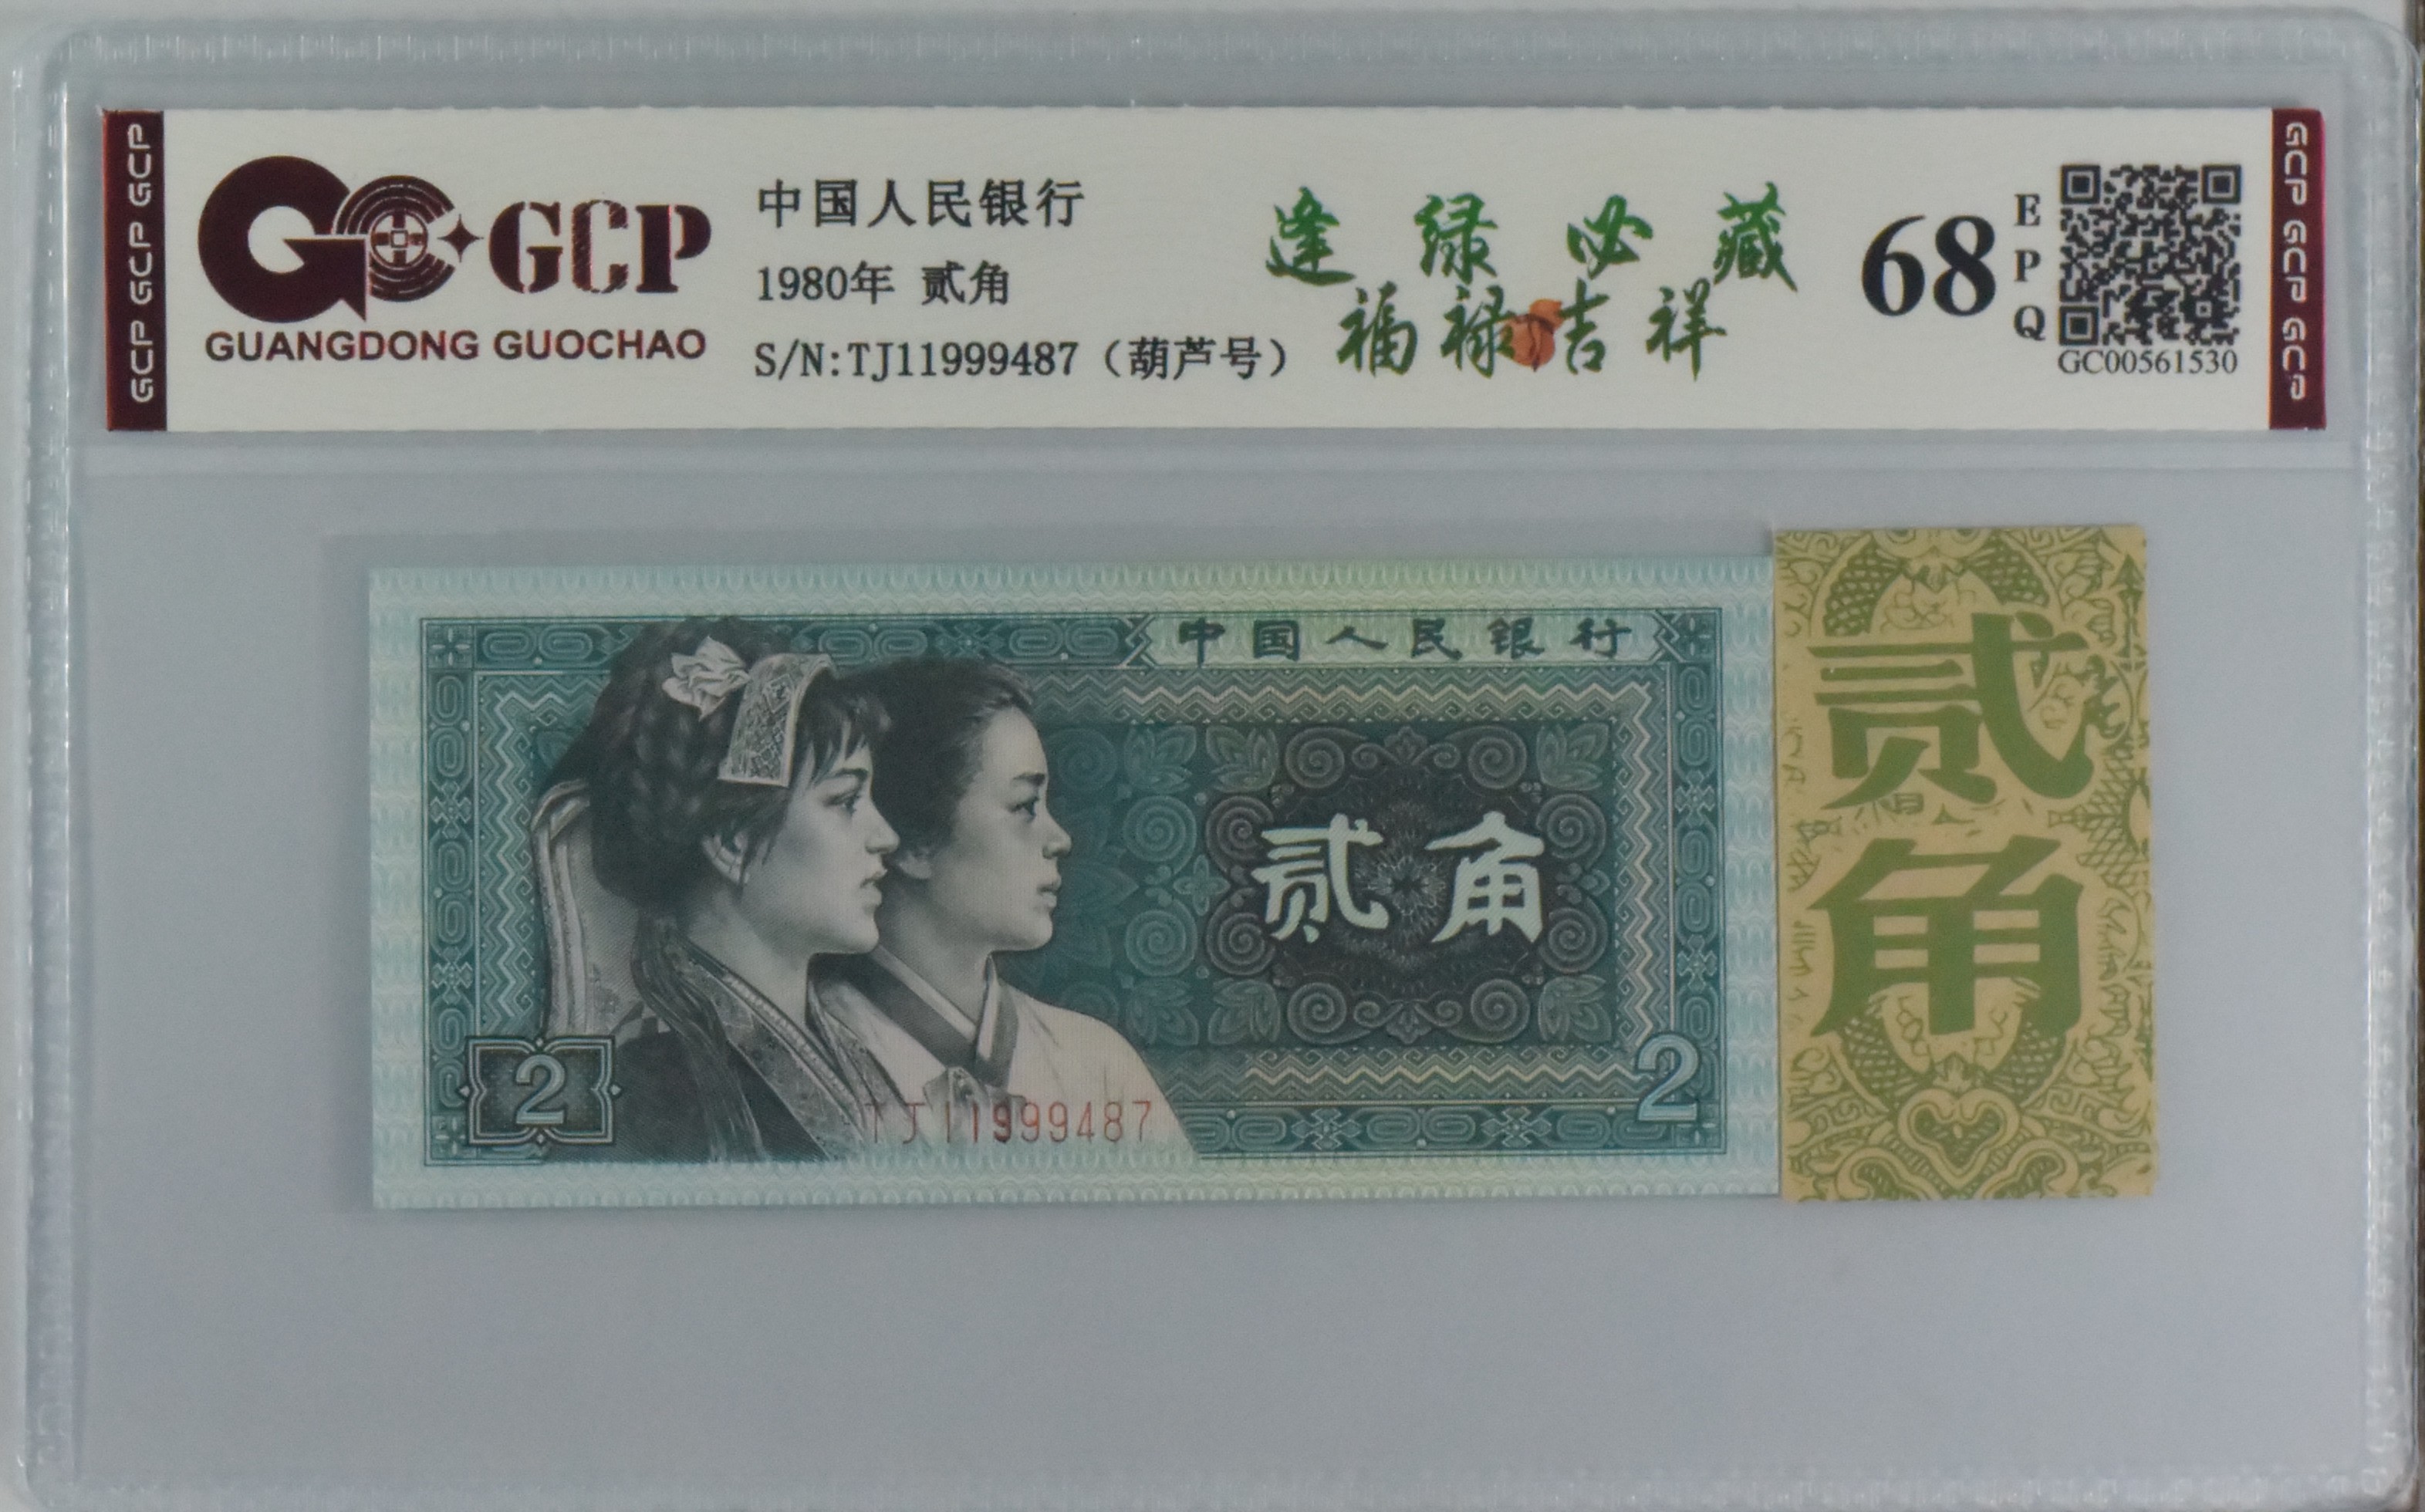 GCP GCP GCP
GCP
GUANGDONG GUOCHAO
中国人民银行
1980年 贰角
S/N:TJ11999487（葫芦号）
逢绿必藏
福禄吉祥
68
EPQ
GC00561530
GCP GCP GCP
中国人民银行
贰角
2
2
TJ11999487
贰角